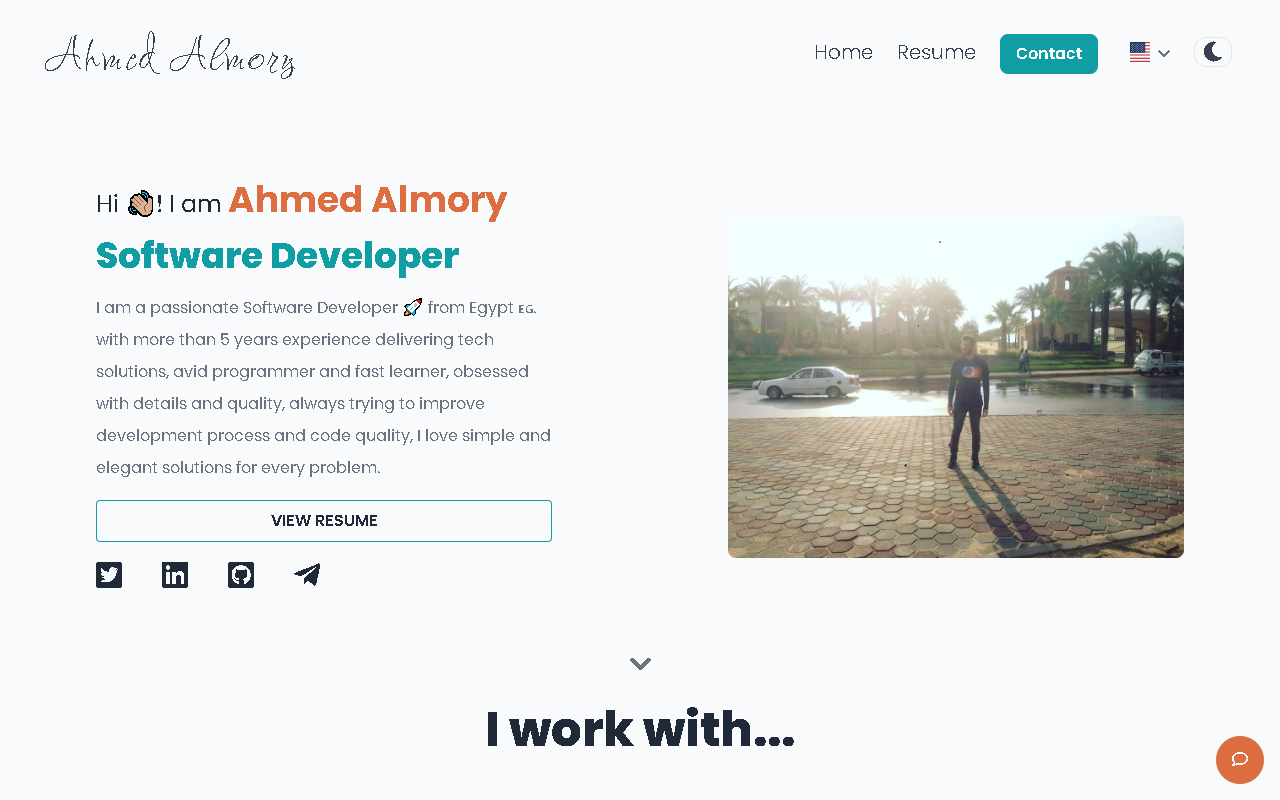 Ahmed Almory
Home Resume Contact
Hi 👋🏼! I am Ahmed Almory
Software Developer
I am a passionate Software Developer 🚀 from Egypt EG.
with more than 5 years experience delivering tech
solutions, avid programmer and fast learner, obsessed
with details and quality, always trying to improve
development process and code quality, I love simple and
elegant solutions for every problem.
VIEW RESUME
I work with...